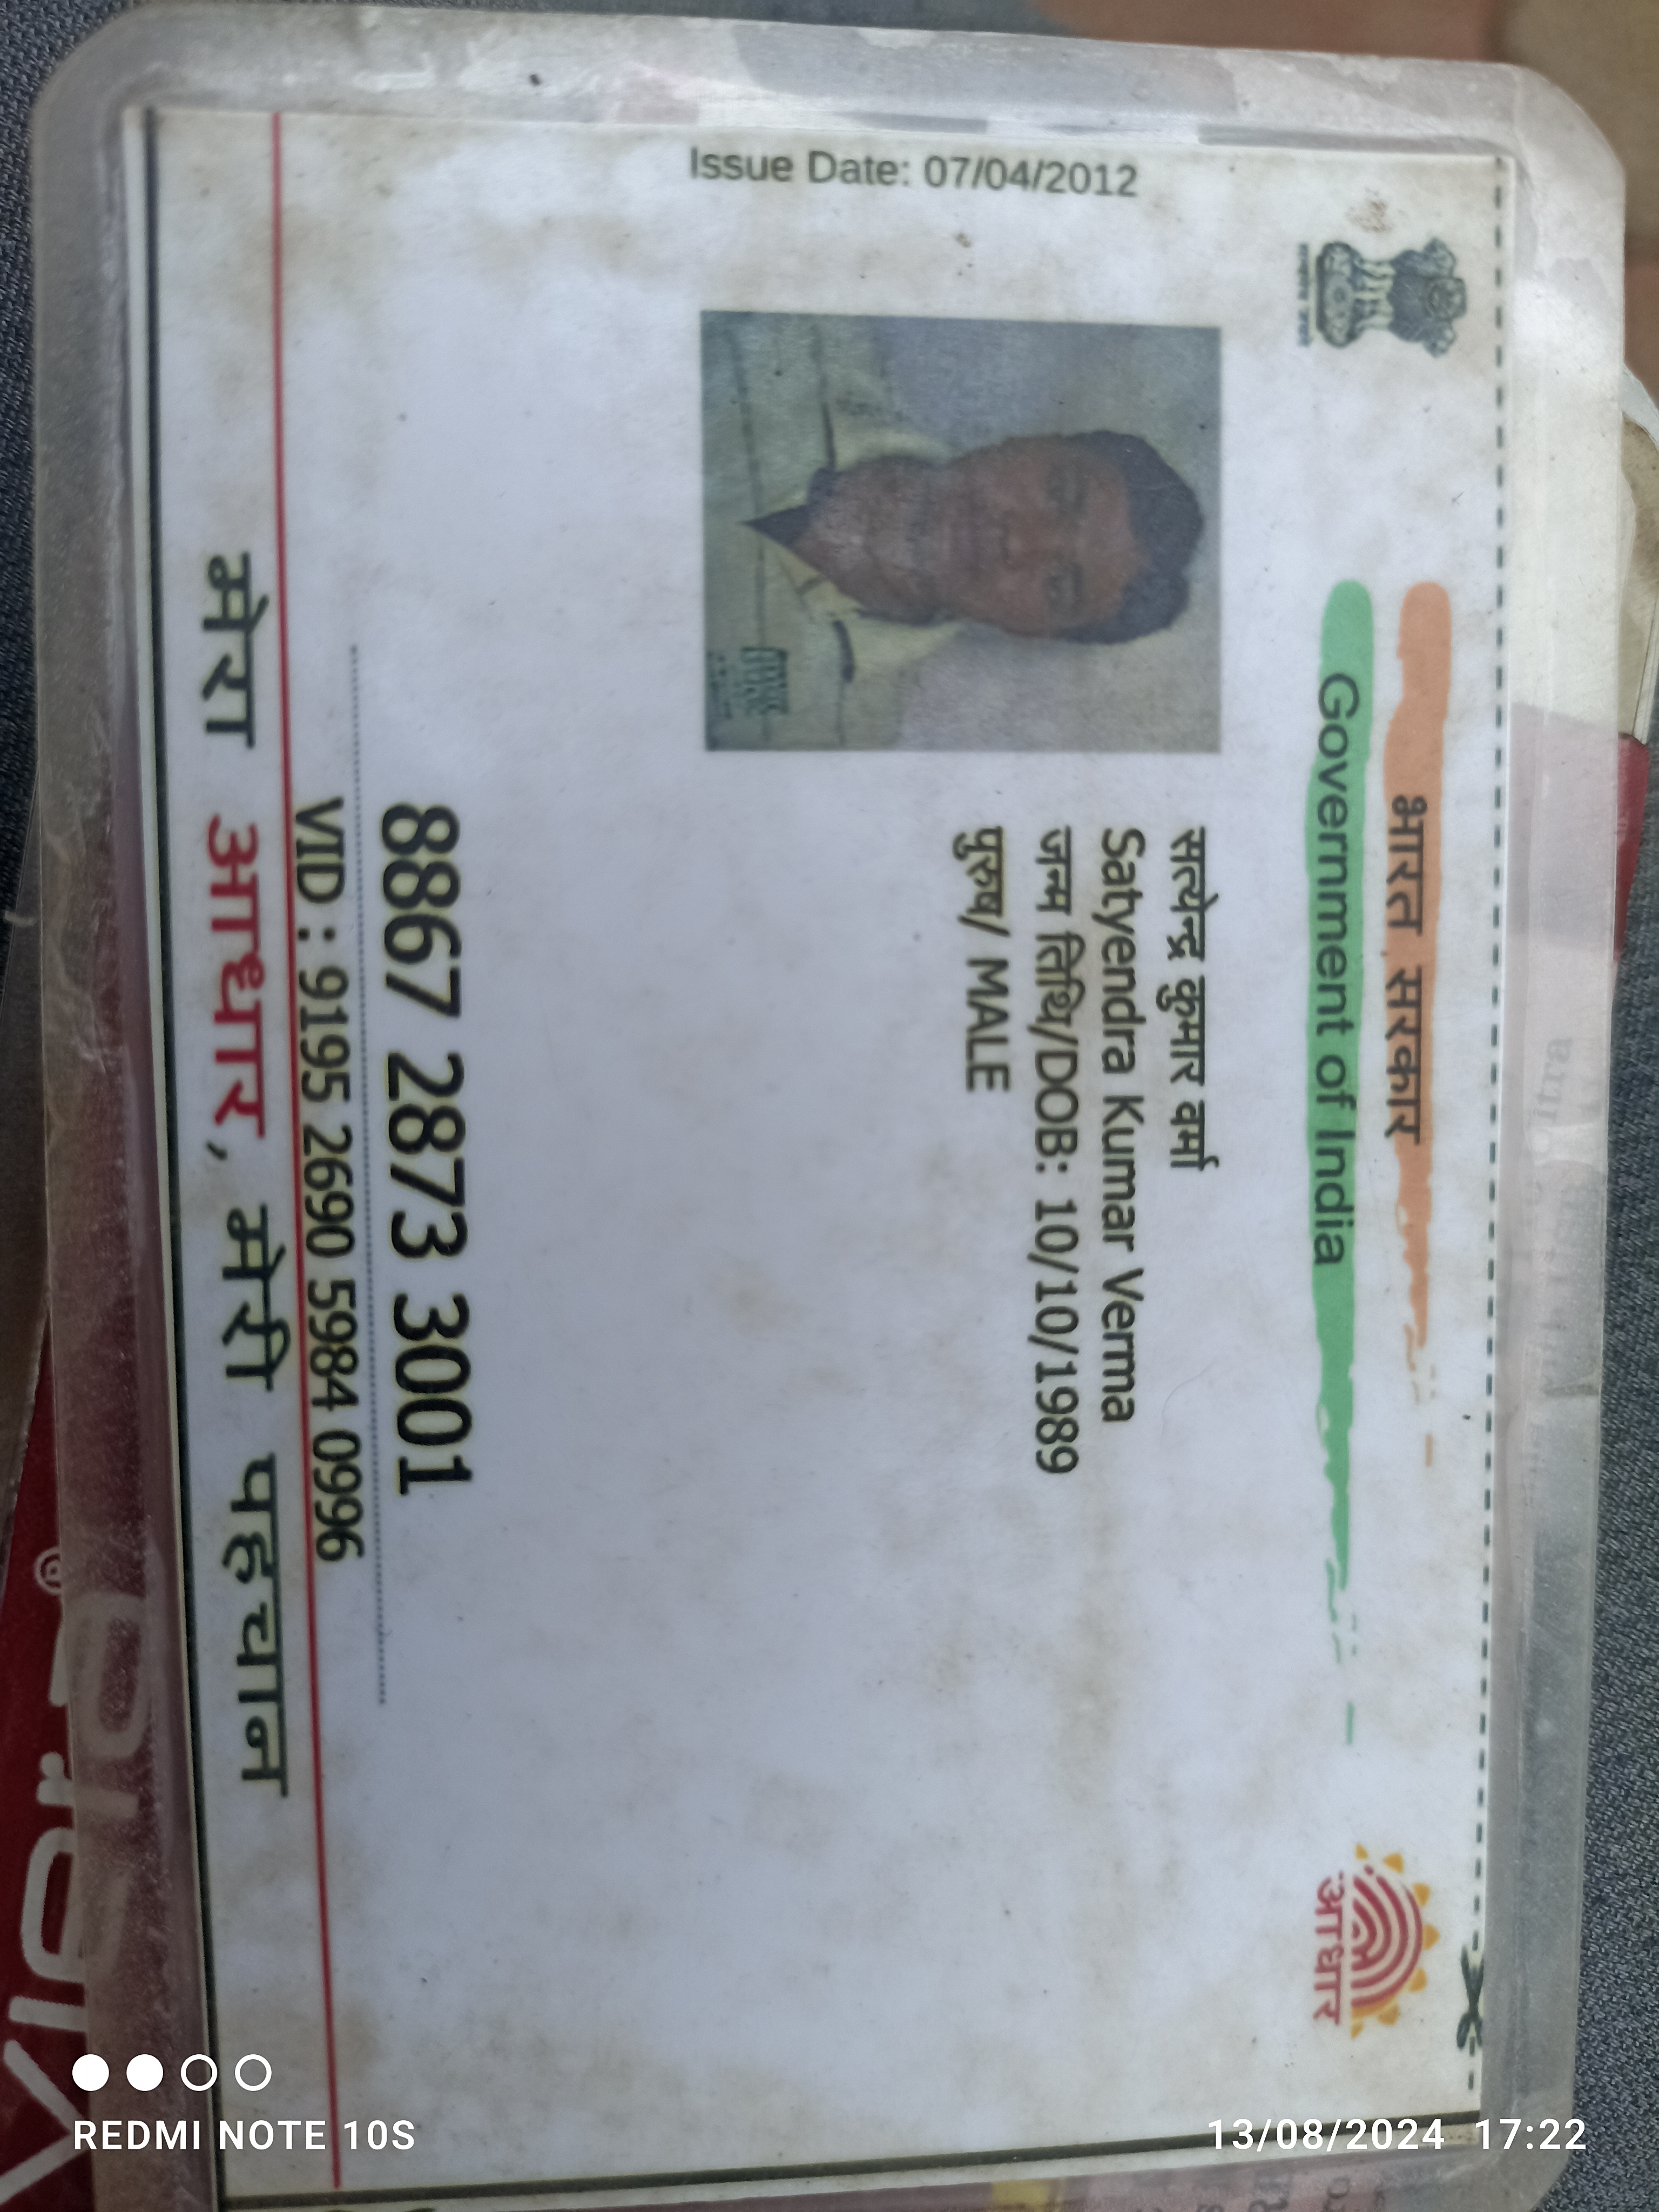 भारत सरकार
Government of India
Issue Date: 07/04/2012
सत्येन्द्र कुमार वर्मा
Satyendra Kumar Verma
जन्म तिथि/DOB: 10/10/1989
पुरुष/ MALE
8867 2873 3001
VID : 9195 2690 5984 0996
मेरा आधार, मेरी पहचान
आधार
REDMI NOTE 10S
13/08/2024 17:22